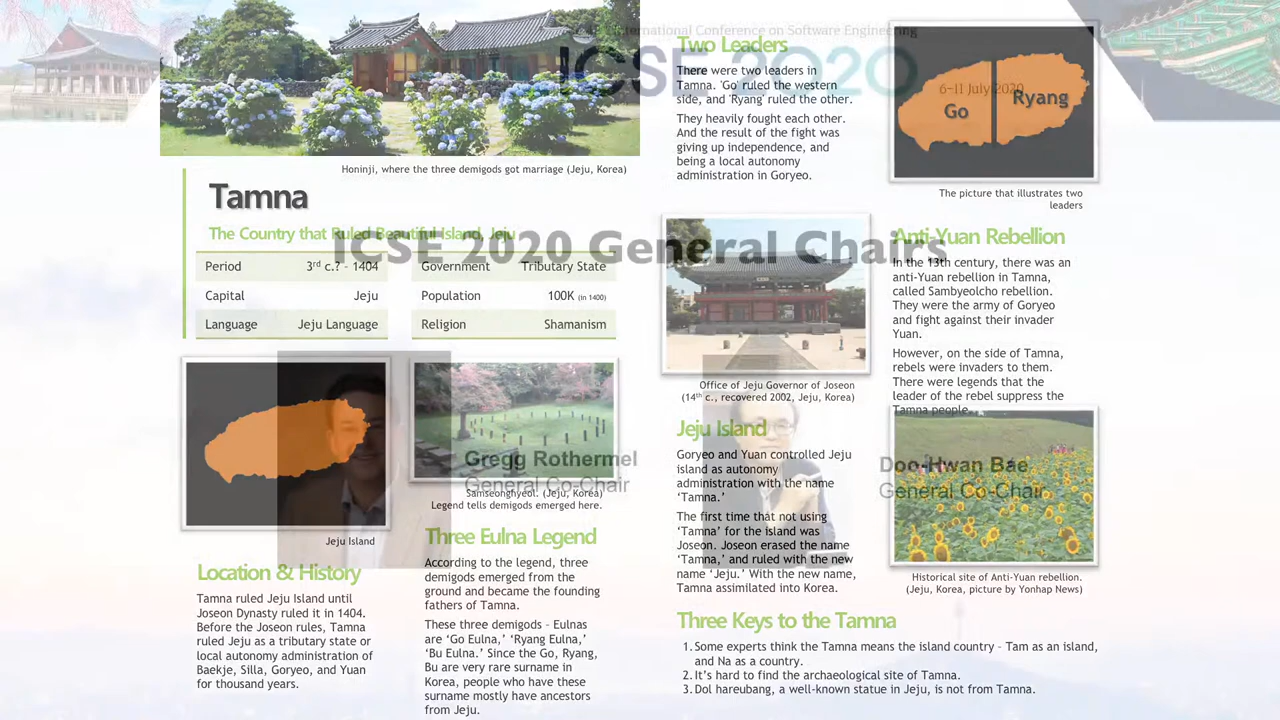 Honinji, where the three demigods got marriage (Jeju, Korea)
Tamna
The Country that Ruled Beautiful Island, Jeju
Period 3rd c.? - 1404 Government Tributary State
Capital Jeju Population 100K (in 1400)
Language Jeju Language Religion Shamanism
Jeju Island
Location & History
Tamna ruled Jeju Island until
Joseon Dynasty ruled it in 1404.
Before the Joseon rules, Tamna
ruled Jeju as a tributary state or
local autonomy administration of
Baekje, Silla, Goryeo, and Yuan
for thousand years.
Samseonghyeol. (Jeju, Korea)
Legend tells demigods emerged here.
Three Eulna Legend
According to the legend, three
demigods emerged from the
ground and became the founding
fathers of Tamna.
These three demigods - Eulnas
are ‘Go Eulna,’ ‘Ryang Eulna,’
‘Bu Eulna.’ Since the Go, Ryang,
Bu are very rare surname in
Korea, people who have these
surname mostly have ancestors
from Jeju.
Two Leaders
There were two leaders in
Tamna. 'Go' ruled the western
side, and 'Ryang' ruled the other.
They heavily fought each other.
And the result of the fight was
giving up independence, and
being a local autonomy
administration in Goryeo.
Go
Ryang
The picture that illustrates two
leaders
Office of Jeju Governor of Joseon
(14th c., recovered 2002, Jeju, Korea)
Jeju Island
Goryeo and Yuan controlled Jeju
island as autonomy
administration with the name
‘Tamna.’
The first time that not using
‘Tamna’ for the island was
Joseon. Joseon erased the name
‘Tamna,’ and ruled with the new
name ‘Jeju.’ With the new name,
Tamna assimilated into Korea.
Anti-Yuan Rebellion
In the 13th century, there was an
anti-Yuan rebellion in Tamna,
called Sambyeolcho rebellion.
They were the army of Goryeo
and fight against their invader
Yuan.
However, on the side of Tamna,
rebels were invaders to them.
There were legends that the
leader of the rebel suppress the
Tamna people.
Historical site of Anti-Yuan rebellion.
(Jeju, Korea, picture by Yonhap News)
Three Keys to the Tamna
1. Some experts think the Tamna means the island country - Tam as an island,
and Na as a country.
2. It’s hard to find the archaeological site of Tamna.
3. Dol hareubang, a well-known statue in Jeju, is not from Tamna.
International Conference on Software Engineering
ICSE 2020
6-11 July 2020
ICSE 2020 General Chairs
Gregg Rothermel
General Co-Chair
Doo-Hwan Bae
General Co-Chair